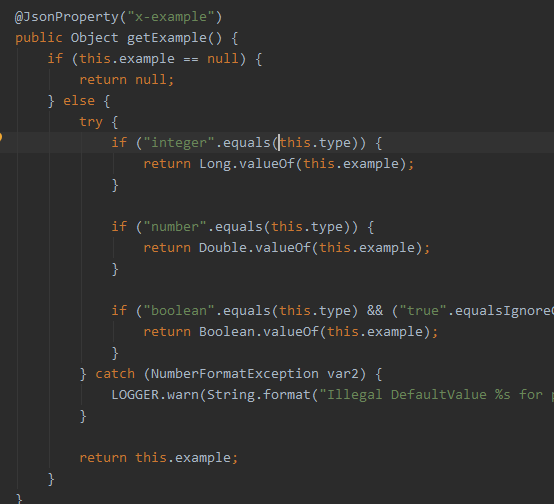 @JsonProperty("x-example")
public Object getExample() {
    if (this.example == null) {
        return null;
    } else {
        try {
            if ("integer".equals(this.type)) {
                return Long.valueOf(this.example);
            }

            if ("number".equals(this.type)) {
                return Double.valueOf(this.example);
            }

            if ("boolean".equals(this.type) && ("true".equalsIgnore
                return Boolean.valueOf(this.example);
            }
        } catch (NumberFormatException var2) {
            LOGGER.warn(String.format("Illegal DefaultValue %s for
        }

        return this.example;
    }
}